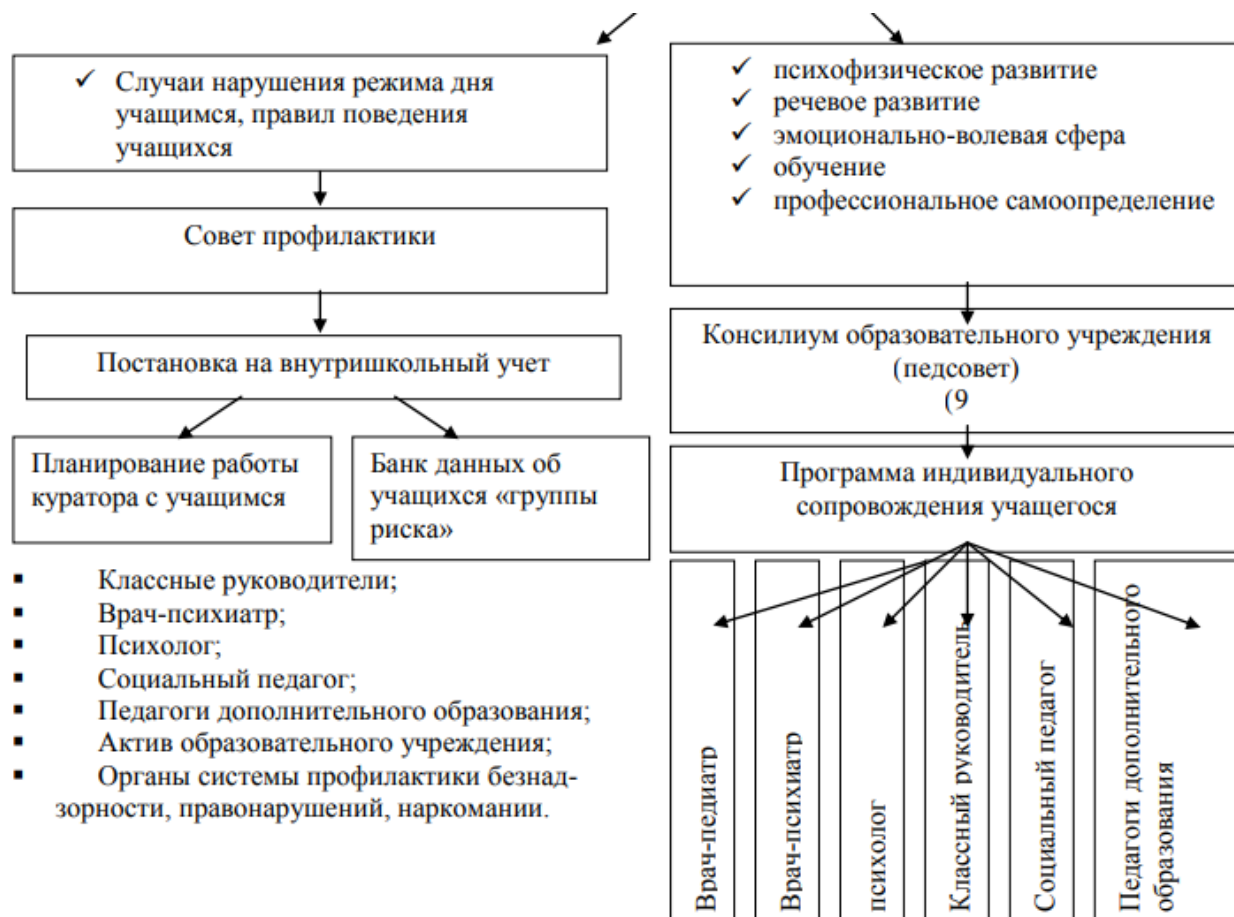 ✓ Случаи нарушения режима дня
учащимся, правил поведения
учащихся
Совет профилактики
Постановка на внутришкольный учет
Планирование работы
куратора с учащимся
Банк данных об
учащихся «группы
риска»
▪ Классные руководители;
▪ Врач-психиатр;
▪ Психолог;
▪ Социальный педагог;
▪ Педагоги дополнительного образования;
▪ Актив образовательного учреждения;
▪ Органы системы профилактики безнад-
зорности, правонарушений, наркомании.
✓ психофизическое развитие
✓ речевое развитие
✓ эмоционально-волевая сфера
✓ обучение
✓ профессиональное самоопределение
Консилиум образовательного учреждения
(педсовет)
(9
Программа индивидуального
сопровождения учащегося
Врач-педиатр
Врач-психиатр
психолог
Классный руководитель
Социальный педагог
Педагоги дополнительного
образования